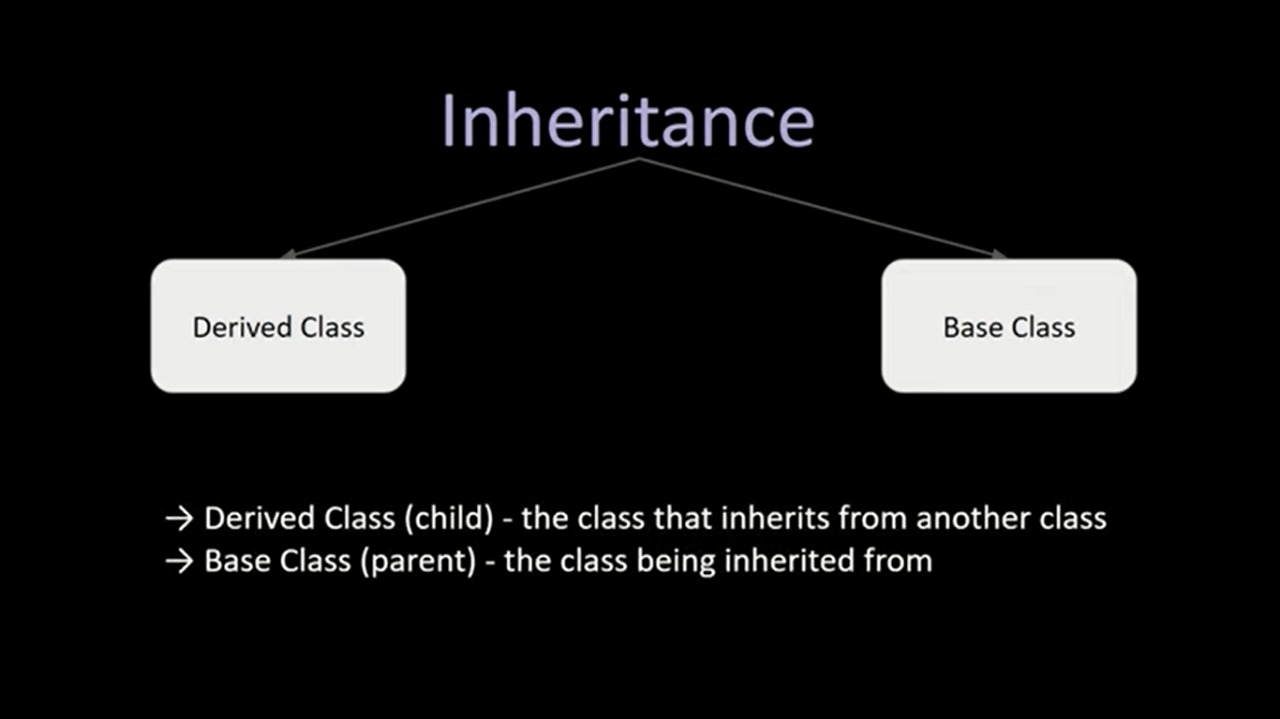 Inheritance
Derived Class
Base Class
→ Derived Class (child) - the class that inherits from another class
→ Base Class (parent) - the class being inherited from